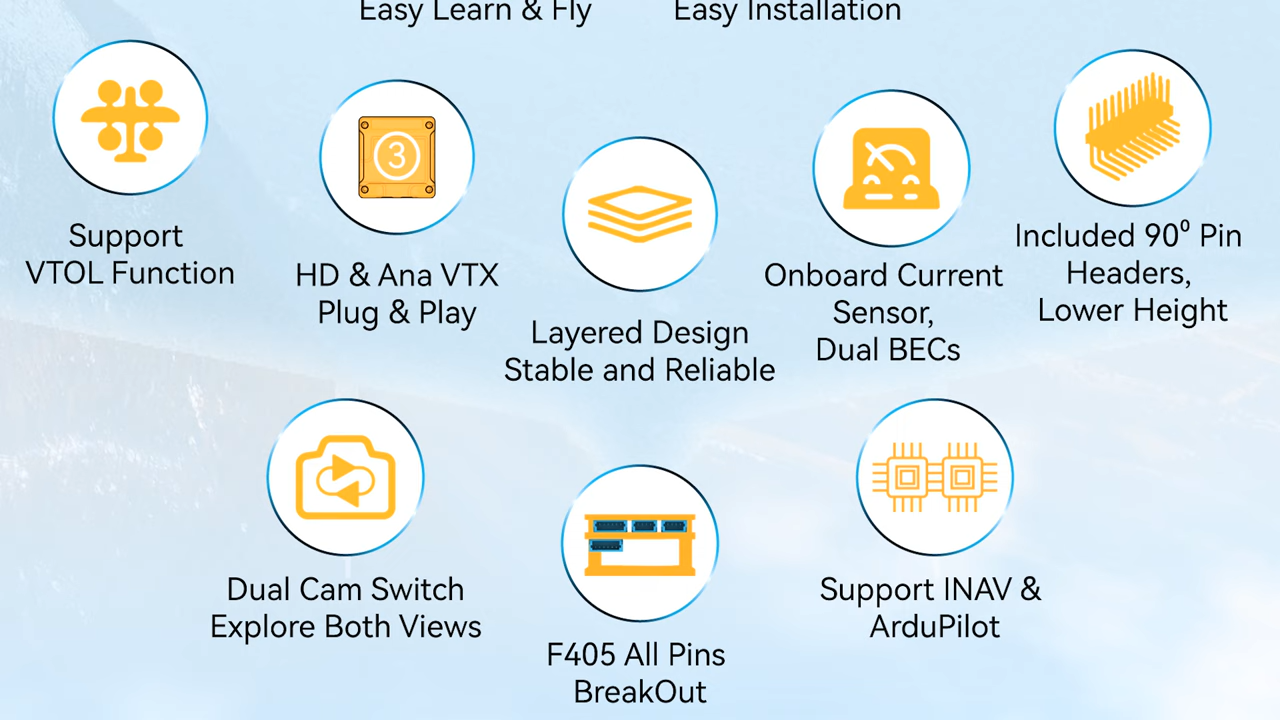 Easy Learn & Fly
Easy Installation
Support
VTOL Function
3
HD & Ana VTX
Plug & Play
Layered Design
Stable and Reliable
Onboard Current
Sensor,
Dual BECs
Included 90⁰ Pin
Headers,
Lower Height
Dual Cam Switch
Explore Both Views
F405 All Pins
BreakOut
Support INAV &
ArduPilot